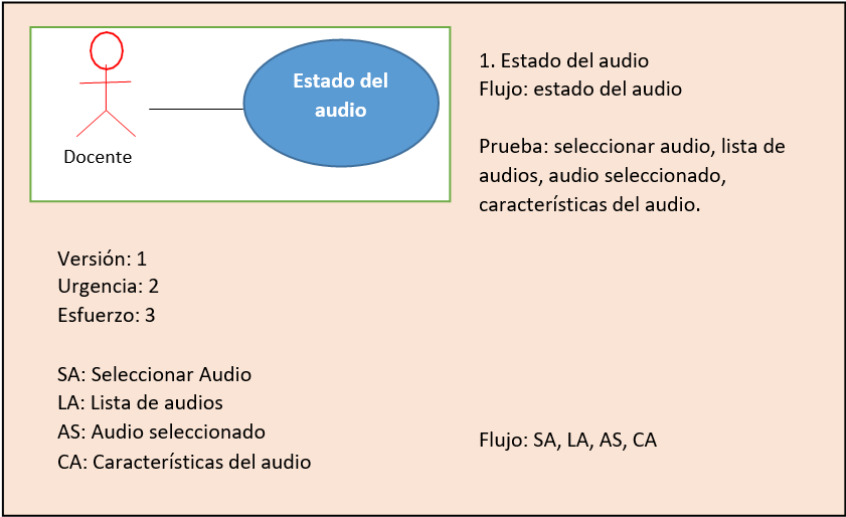 Estado del
audio
Docente
1. Estado del audio
Flujo: estado del audio
Prueba: seleccionar audio, lista de
audios, audio seleccionado,
características del audio.
Versión: 1
Urgencia: 2
Esfuerzo: 3
SA: Seleccionar Audio
LA: Lista de audios
AS: Audio seleccionado
CA: Características del audio
Flujo: SA, LA, AS, CA